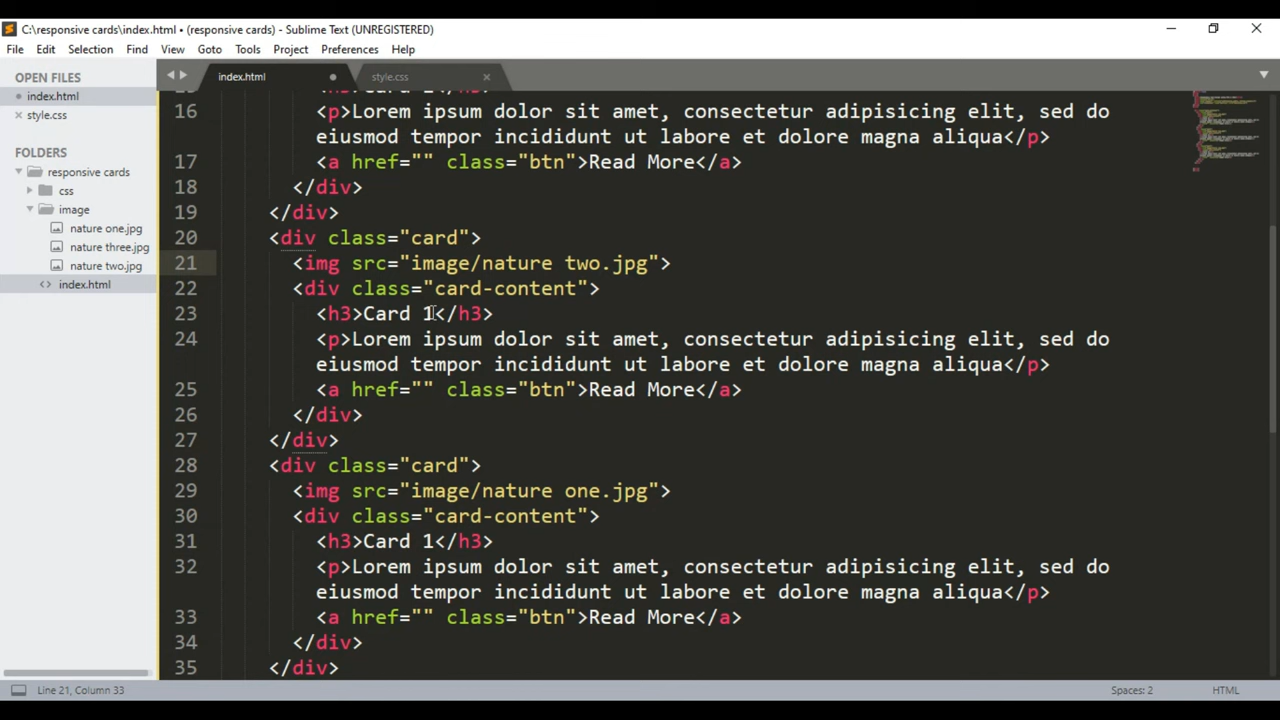 C:\responsive cards\index.html • (responsive cards) - Sublime Text (UNREGISTERED)
File Edit Selection Find View Goto Tools Project Preferences Help
OPEN FILES
index.html
style.css
FOLDERS
responsive cards
css
image
nature one.jpg
nature three.jpg
nature two.jpg
index.html
index.html style.css
16 <p>Lorem ipsum dolor sit amet, consectetur adipisicing elit, sed do
eiusmod tempor incididunt ut labore et dolore magna aliqua</p>
17 <a href="" class="btn">Read More</a>
18 </div>
19 </div>
20 <div class="card">
21 <img src="image/nature two.jpg">
22 <div class="card-content">
23 <h3>Card 1</h3>
24 <p>Lorem ipsum dolor sit amet, consectetur adipisicing elit, sed do
eiusmod tempor incididunt ut labore et dolore magna aliqua</p>
25 <a href="" class="btn">Read More</a>
26 </div>
27 </div>
28 <div class="card">
29 <img src="image/nature one.jpg">
30 <div class="card-content">
31 <h3>Card 1</h3>
32 <p>Lorem ipsum dolor sit amet, consectetur adipisicing elit, sed do
eiusmod tempor incididunt ut labore et dolore magna aliqua</p>
33 <a href="" class="btn">Read More</a>
34 </div>
35 </div>
Line 21, Column 33 Spaces: 2 HTML